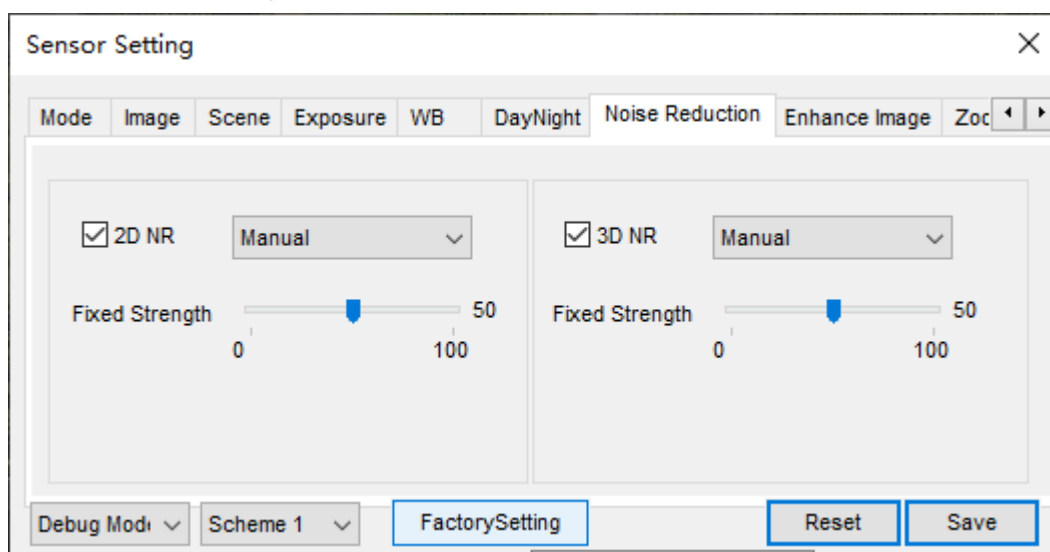 Sensor Setting
Mode Image Scene Exposure WB DayNight Noise Reduction Enhance Image
2D NR Manual 3D NR Manual
Fixed Strength 50 Fixed Strength 50
0 100 0 100
Debug Scheme 1 FactorySetting Reset Save